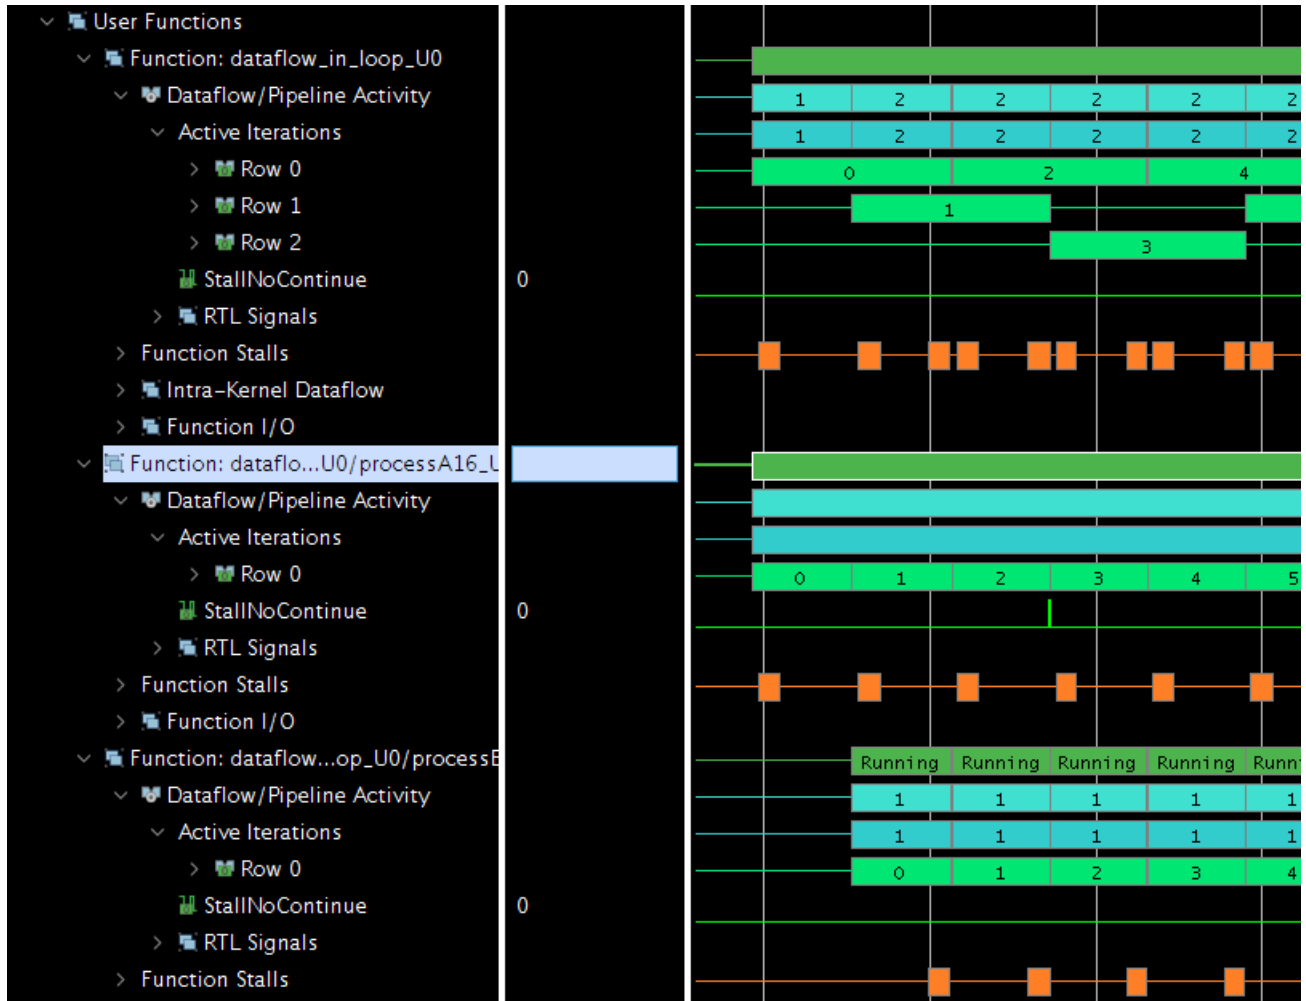 User Functions
Function: dataflow_in_loop_U0
Dataflow/Pipeline Activity 1 2 2 2 2 2
Active Iterations 1 2 2 2 2 2
Row 0 0 2 4
Row 1 1
Row 2 3
StallNoContinue 0
RTL Signals
Function Stalls
Intra-Kernel Dataflow
Function I/O
Function: dataflo...U0/processA16_U
Dataflow/Pipeline Activity
Active Iterations
Row 0 0 1 2 3 4 5
StallNoContinue 0
RTL Signals
Function Stalls
Function I/O
Function: dataflow...op_U0/processE Running Running Running Running Runn
Dataflow/Pipeline Activity 1 1 1 1 1
Active Iterations 1 1 1 1 1
Row 0 0 1 2 3 4
StallNoContinue 0
RTL Signals
Function Stalls